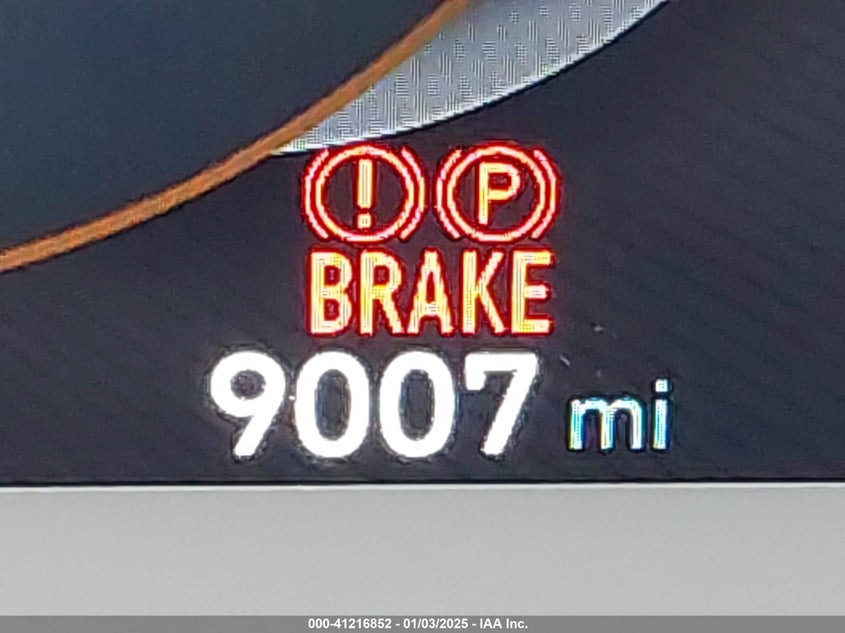 ! P
BRAKE
9007 mi
000-41216852 - 01/03/2025 - IAA Inc.